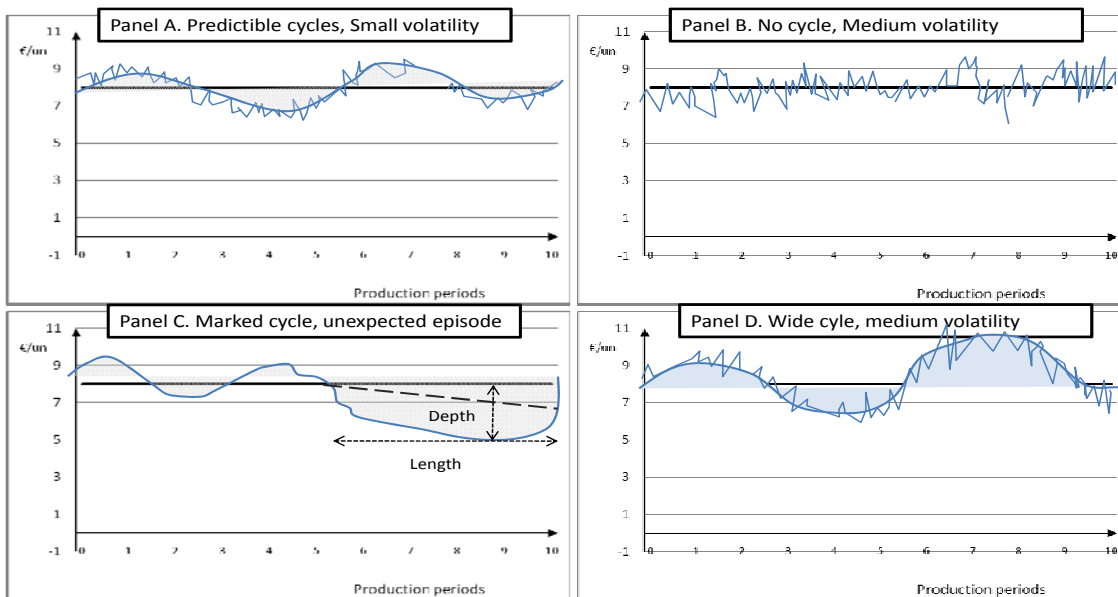 Panel A. Predictible cycles, Small volatility
11
€/un
9
7
5
3
1
-1
0 1 2 3 4 5 6 7 8 9 10
Production periods
Panel B. No cycle, Medium volatility
11
€/un
9
7
5
3
1
-1
0 1 2 3 4 5 6 7 8 9 10
Production periods
Panel C. Marked cycle, unexpected episode
11
€/un
9
7
5
3
1
-1
Depth
Length
0 1 2 3 4 5 6 7 8 9 10
Production periods
Panel D. Wide cyle, medium volatility
11
€/un
9
7
5
3
1
-1
0 1 2 3 4 5 6 7 8 9 10
Production periods